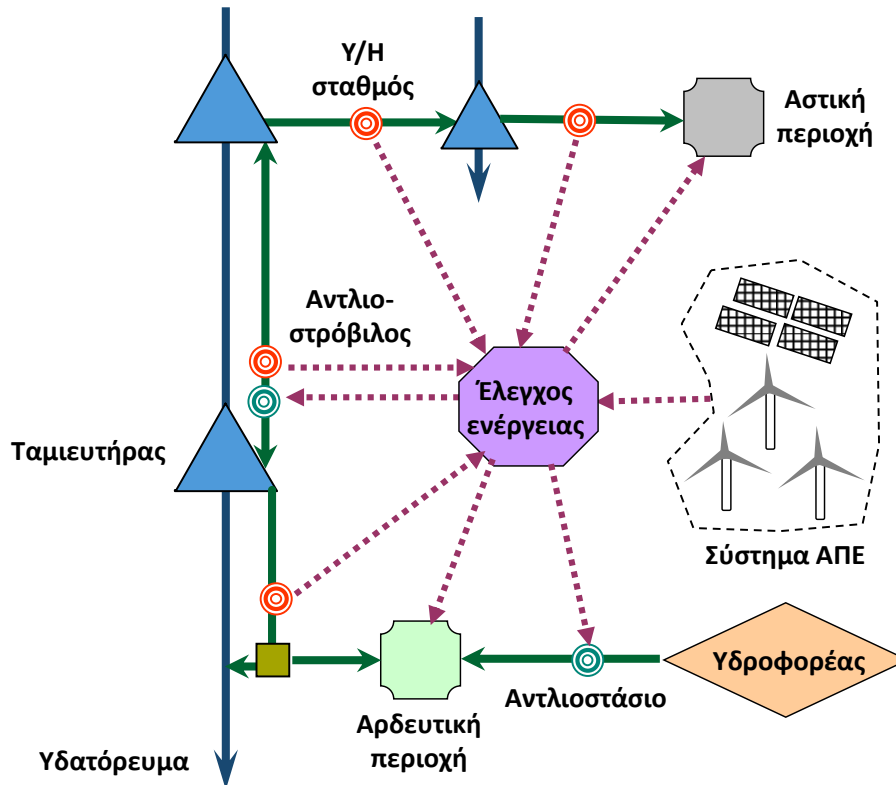 Υ/Η
σταθμός
Αστική
περιοχή
Αντλιο-
στρόβιλος
Έλεγχος
ενέργειας
Ταμιευτήρας
Σύστημα ΑΠΕ
Υδροφορέας
Αντλιοστάσιο
Αρδευτική
περιοχή
Υδατόρευμα